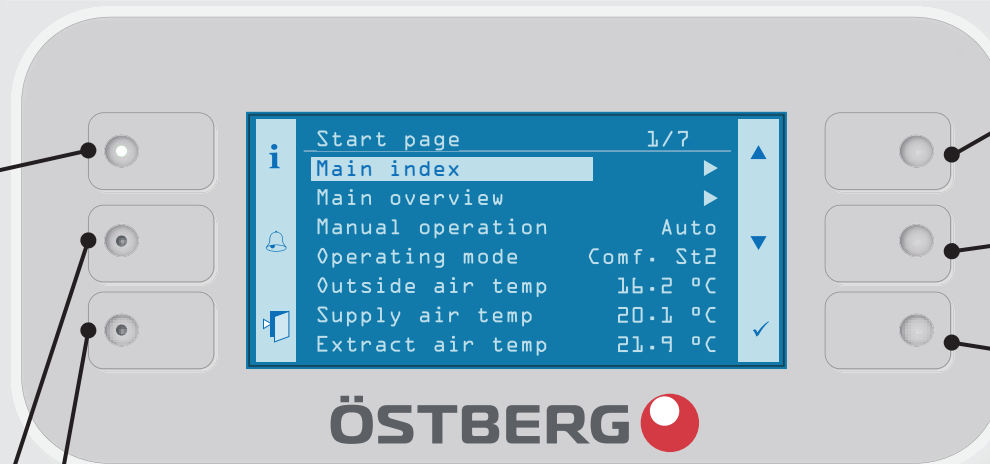 Start page 1/7
Main index
Main overview
Manual operation Auto
Operating mode Comf. St2
Outside air temp 16.2 °C
Supply air temp 20.1 °C
Extract air temp 21.9 °C
ÖSTBERG